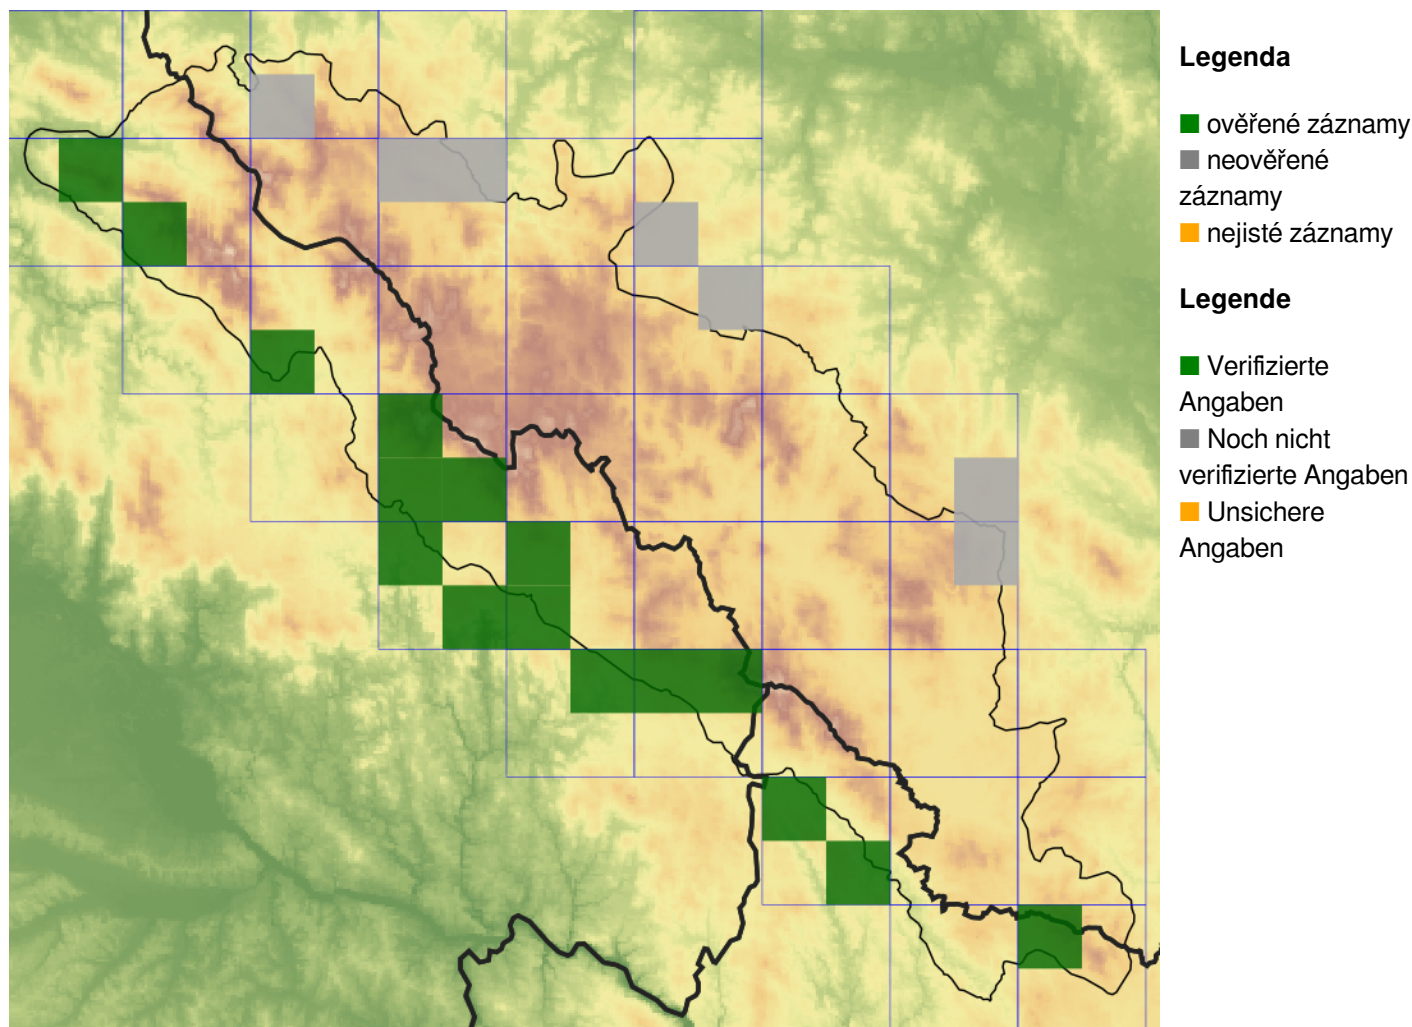 Legenda
ověřené záznamy
neověřené
záznamy
nejisté záznamy
Legende
Verifizierte
Angaben
Noch nicht
verifizierte Angaben
Unsichere
Angaben